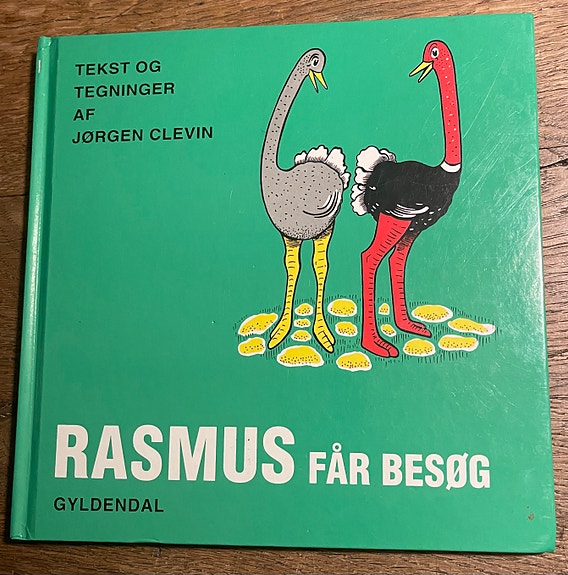 TEKST OG
TEGNINGER
AF
JØRGEN CLEVIN
RASMUS FÅR BESØG
GYLDENDAL